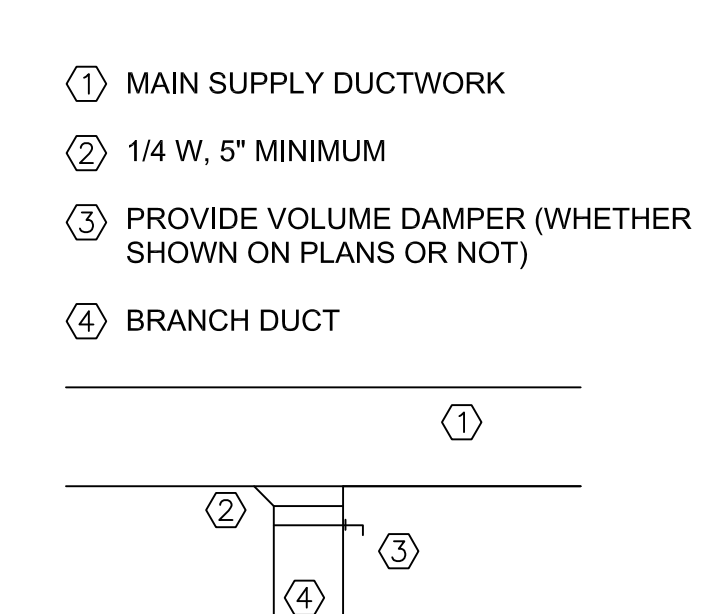 1 MAIN SUPPLY DUCTWORK
2 1/4 W, 5" MINIMUM
3 PROVIDE VOLUME DAMPER (WHETHER
SHOWN ON PLANS OR NOT)
4 BRANCH DUCT
1
2
3
4